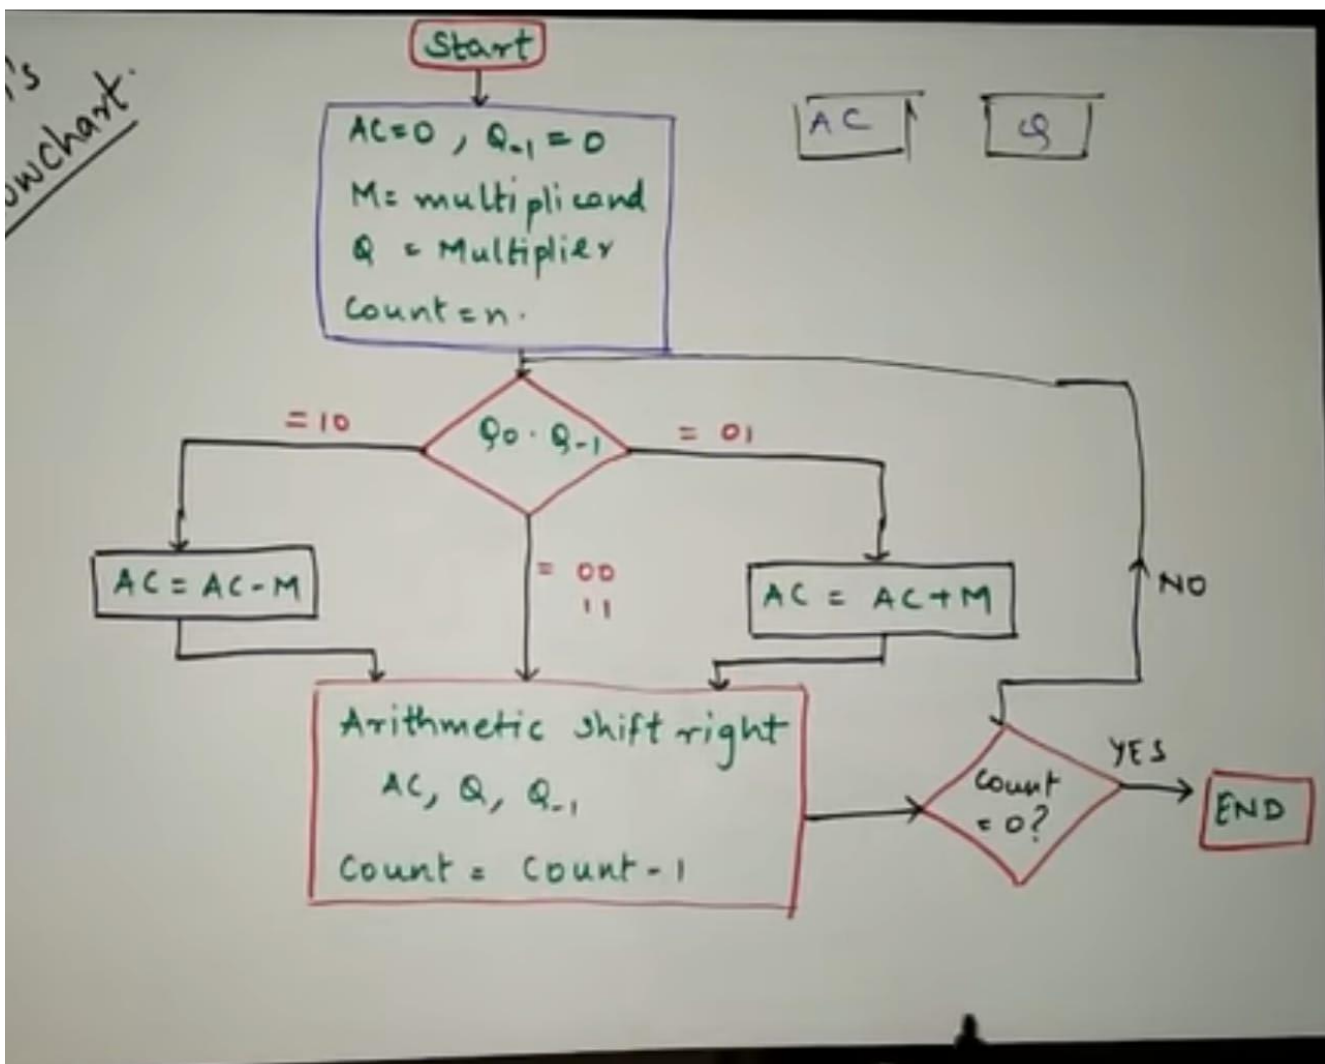 Start
AC=0, Q-1 = 0
M= multiplicand
Q = Multiplier
Count=n.
AC
Q
Q0 . Q-1
= 10
= 01
= 00
11
AC = AC-M
AC = AC+M
NO
Arithmetic shift right
AC, Q, Q-1
Count = Count-1
Count
= 0?
YES
END